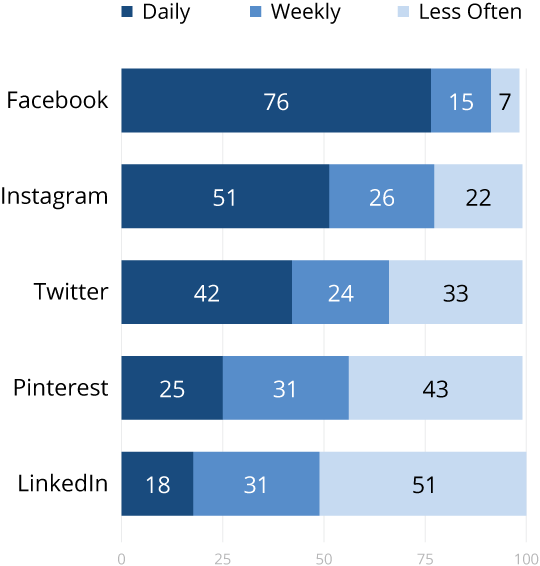 Daily Weekly Less Often
Facebook 76 15 7
Instagram 51 26 22
Twitter 42 24 33
Pinterest 25 31 43
LinkedIn 18 31 51
0 25 50 75 100